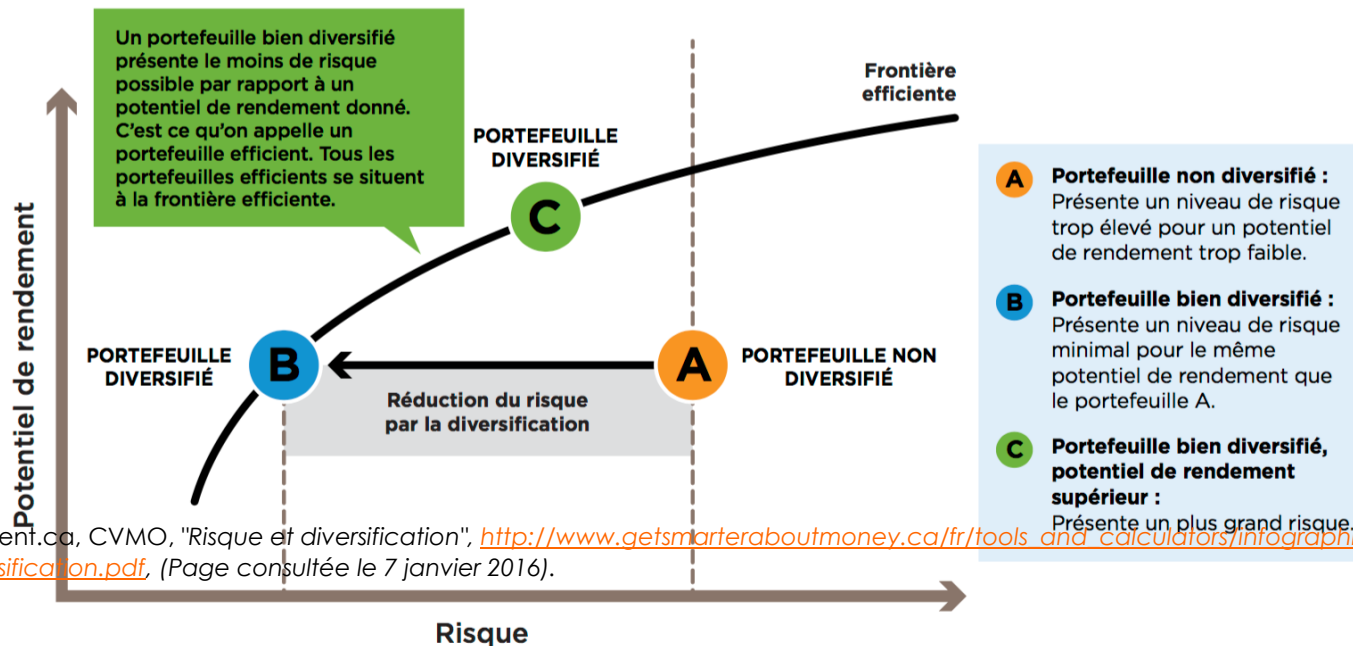 Un portefeuille bien diversifié
présente le moins de risque
possible par rapport à un
potentiel de rendement donné.
C'est ce qu'on appelle un
portefeuille efficient. Tous les
portefeuilles efficients se situent
à la frontière efficiente.
Frontière
efficiente
PORTEFEUILLE
DIVERSIFIÉ
C
Potentiel de rendement
PORTEFEUILLE
DIVERSIFIÉ
B
A
PORTEFEUILLE NON
DIVERSIFIÉ
Réduction du risque
par la diversification
A
Portefeuille non diversifié :
Présente un niveau de risque
trop élevé pour un potentiel
de rendement trop faible.
B
Portefeuille bien diversifié :
Présente un niveau de risque
minimal pour le même
potentiel de rendement que
le portefeuille A.
C
Portefeuille bien diversifié,
potentiel de rendement
supérieur :
Présente un plus grand risque.
ent.ca, CVMO, "Risque et diversification", http://www.getsmarteraboutmoney.ca/fr/tools_and_calculators/infographi
sification.pdf, (Page consultée le 7 janvier 2016).
Risque